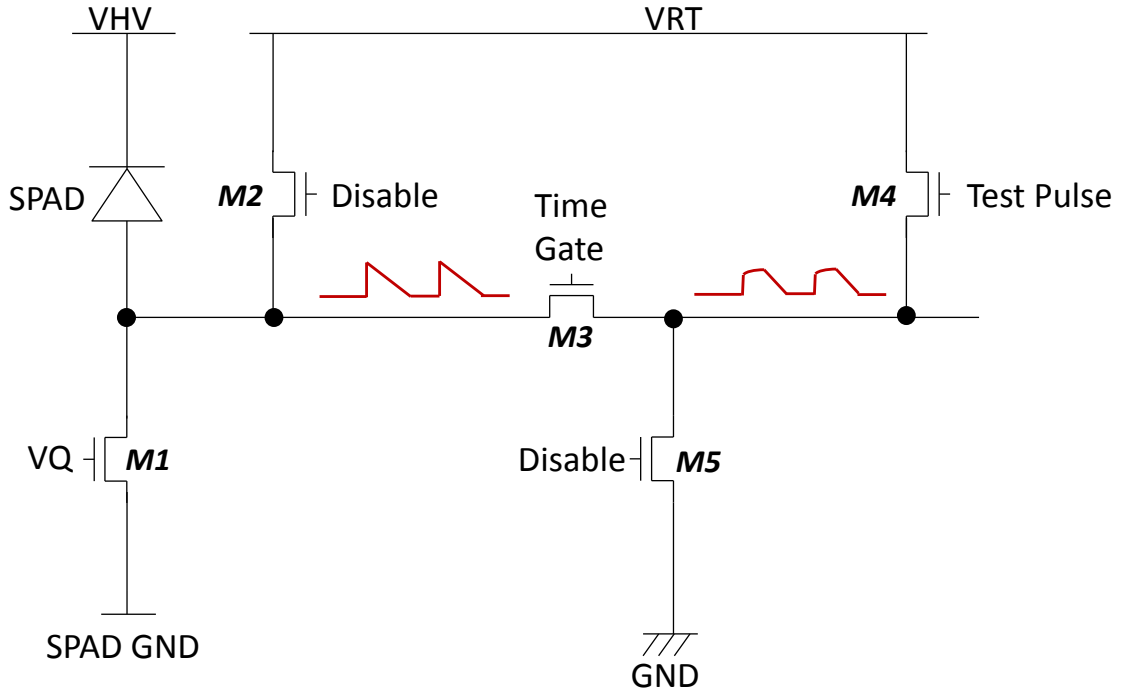 VHV
VRT
SPAD
M2
Disable
Time
Gate
M4
Test Pulse
M3
VQ
M1
Disable
M5
SPAD GND
GND